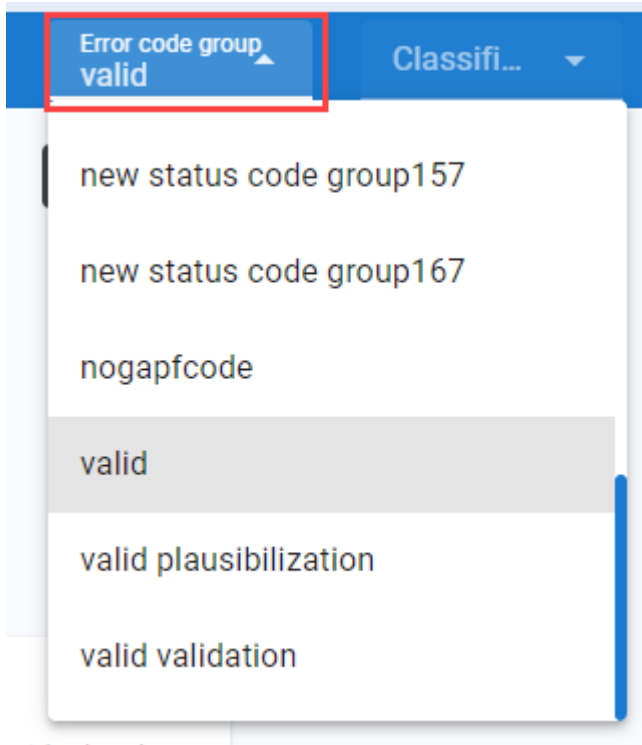 Error code group
valid
Classifi...
new status code group157
new status code group167
nogapfcode
valid
valid plausibilization
valid validation